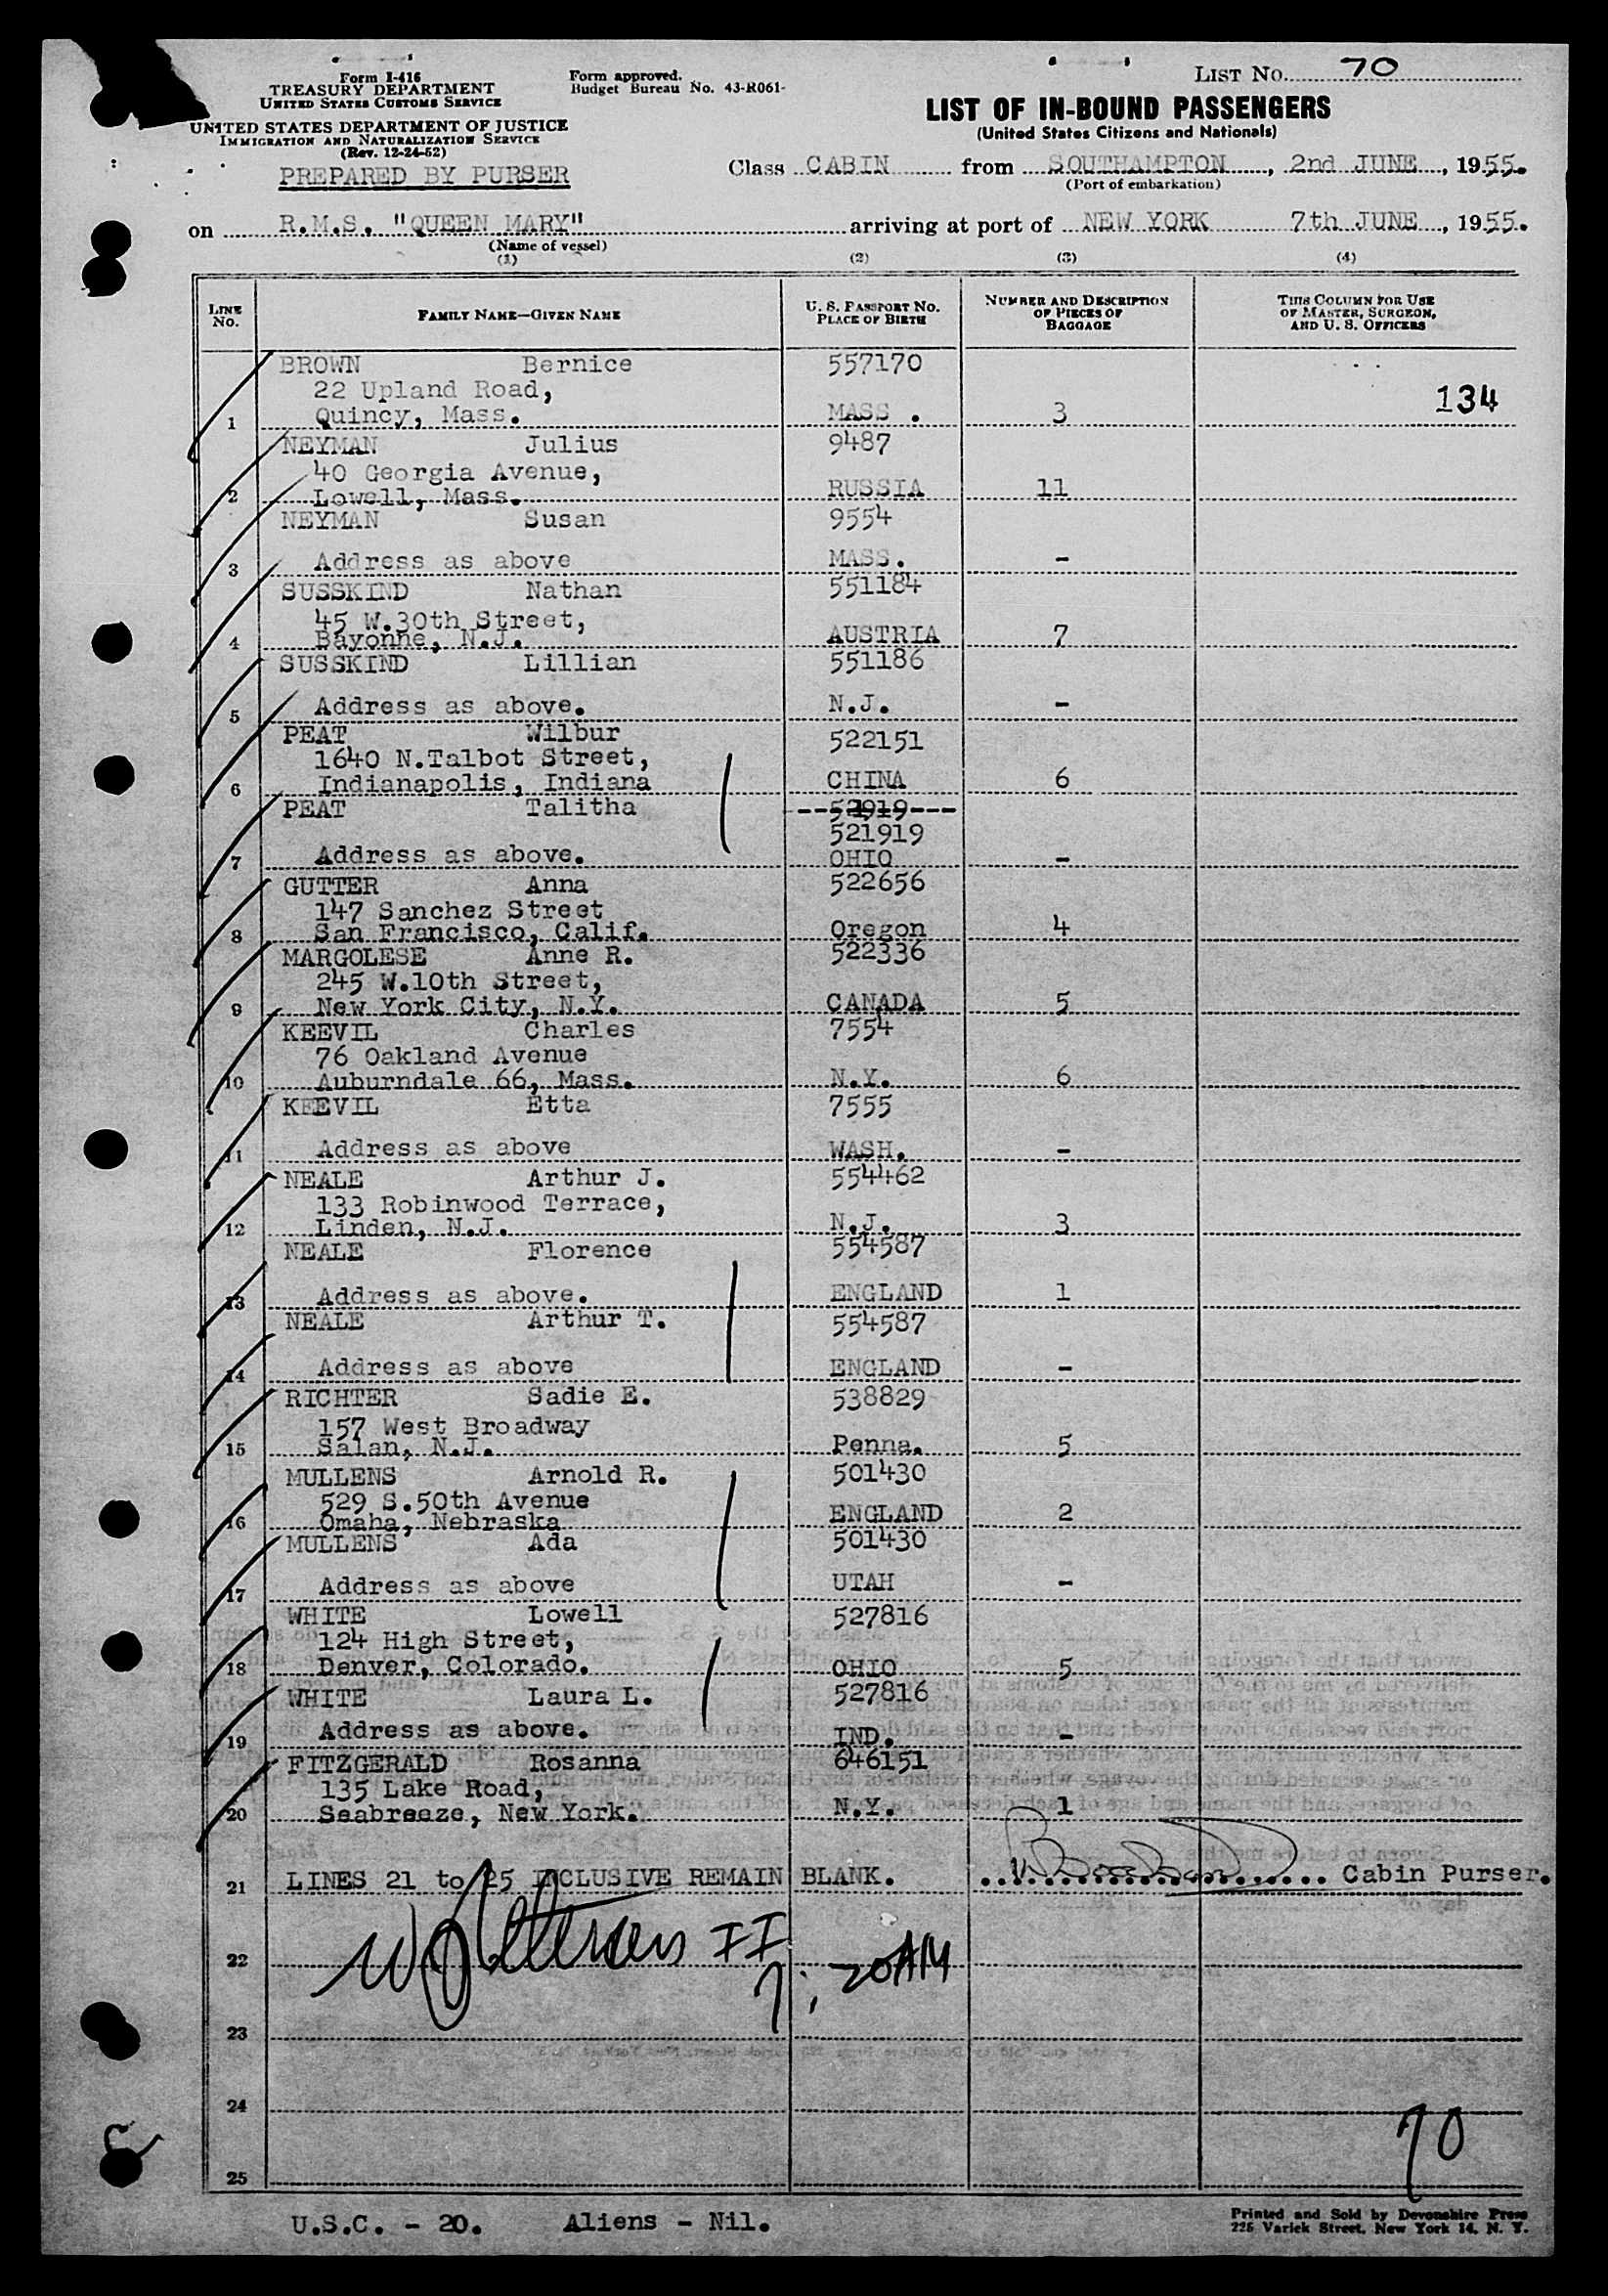 Form I-416
TREASURY DEPARTMENT
UNITED STATES CUSTOMS SERVICE
UNITED STATES DEPARTMENT OF JUSTICE
IMMIGRATION AND NATURALIZATION SERVICE
(Rev. 12-24-52)
PREPARED BY PURSER
Form approved.
Budget Bureau No. 43-R061-
LIST No. 70
LIST OF IN-BOUND PASSENGERS
(United States Citizens and Nationals)
Class CABIN from SOUTHAMPTON, 2nd JUNE, 1955.
(Port of embarkation)
on R.M.S. "QUEEN MARY" arriving at port of NEW YORK 7th JUNE, 1955.
(Name of vessel)
(1) (2) (3) (4)
LINE No. FAMILY NAME—GIVEN NAME U. S. PASSPORT NO. PLACE OF BIRTH NUMBER AND DESCRIPTION OF PIECES OF BAGGAGE THIS COLUMN FOR USE OF MASTER, SURGEON, AND U. S. OFFICERS
BROWN Bernice 557170
22 Upland Road, 134
1 Quincy, Mass. MASS . 3
NEYMAN Julius 9487
40 Georgia Avenue,
2 Lowell, Mass. RUSSIA 11
NEYMAN Susan 9554
3 Address as above MASS. -
SUSSKIND Nathan 551184
45 W.30th Street,
4 Bayonne, N.J. AUSTRIA 7
SUSSKIND Lillian 551186
5 Address as above. N.J. -
PEAT Wilbur 522151
1640 N.Talbot Street,
6 Indianapolis, Indiana CHINA 6
PEAT Talitha --52919---
521919
7 Address as above. OHIO -
GUTTER Anna 522656
147 Sanchez Street
8 San Francisco, Calif. Oregon 4
MARGOLESE Anne R. 522336
245 W.10th Street,
9 New York City, N.Y. CANADA 5
KEEVIL Charles 7554
76 Oakland Avenue
10 Auburndale 66, Mass. N.Y. 6
KEEVIL Etta 7555
11 Address as above WASH. -
NEALE Arthur J. 554462
133 Robinwood Terrace,
12 Linden, N.J. N.J. 3
NEALE Florence 554587
13 Address as above. ENGLAND 1
NEALE Arthur T. 554587
14 Address as above ENGLAND -
RICHTER Sadie E. 538829
157 West Broadway
15 Salan, N.J. Penna. 5
MULLENS Arnold R. 501430
529 S.50th Avenue
16 Omaha, Nebraska ENGLAND 2
MULLENS Ada 501430
17 Address as above UTAH -
WHITE Lowell 527816
124 High Street,
18 Denver, Colorado. OHIO 5
WHITE Laura L. 527816
19 Address as above. IND. -
FITZGERALD Rosanna 646151
135 Lake Road,
20 Seabreeze, New York. N.Y. 1
21 LINES 21 to 25 INCLUSIVE REMAIN BLANK. Cabin Purser.
22 II 7:20AM
23
24
70
25
U.S.C. - 20. Aliens - Nil.
Printed and Sold by Devonshire Press
225 Varick Street, New York 14, N. Y.